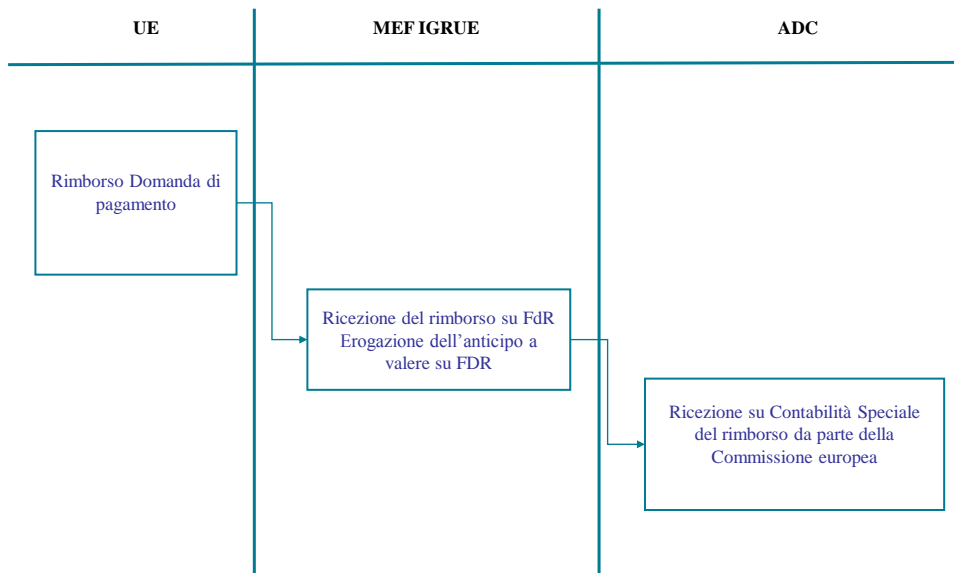 UE
MEF IGRUE
ADC
Rimborso Domanda di
pagamento
Ricezione del rimborso su FdR
Erogazione dell’anticipo a
valere su FDR
Ricezione su Contabilità Speciale
del rimborso da parte della
Commissione europea